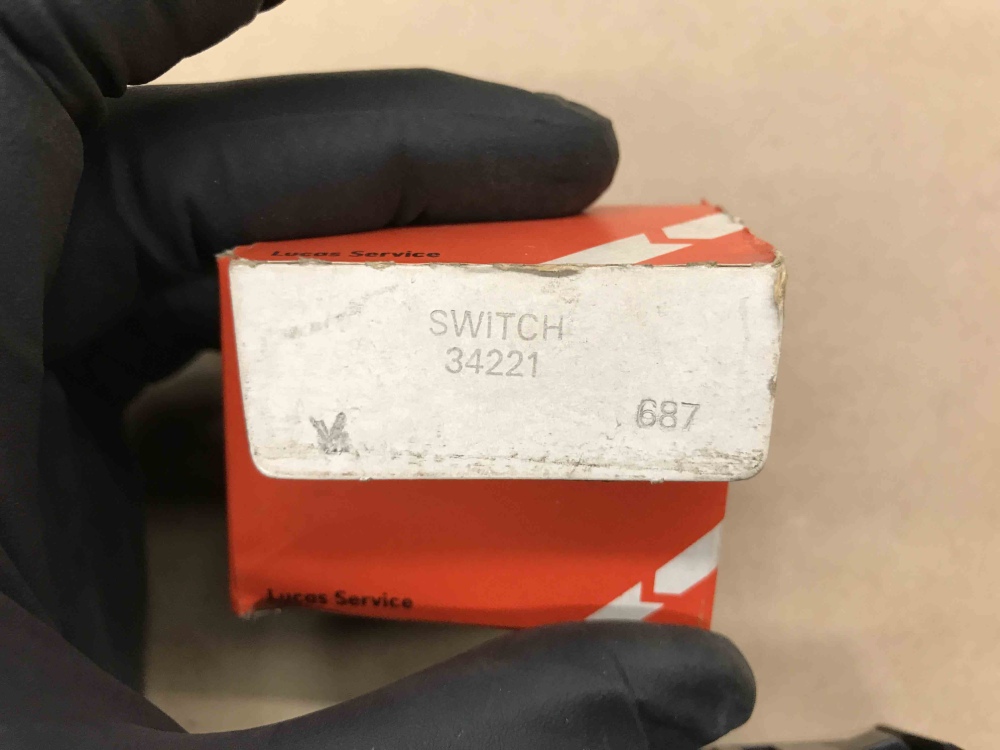 Lucas Service
SWITCH
34221
687
Lucas Service